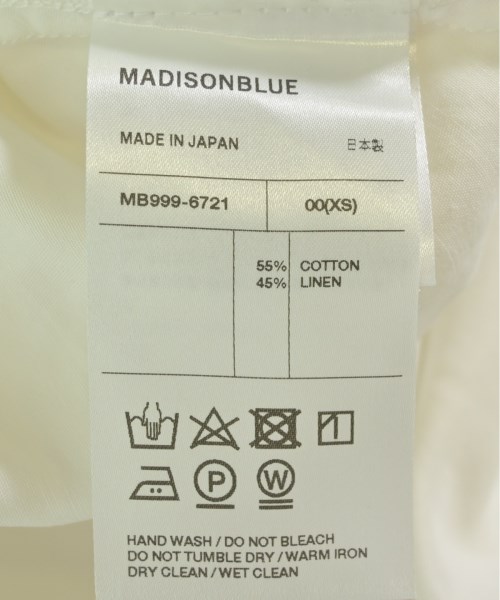 MADISONBLUE
MADE IN JAPAN 日本製
MB999-6721 00(XS)
55% COTTON
45% LINEN
P W
HAND WASH / DO NOT BLEACH
DO NOT TUMBLE DRY / WARM IRON
DRY CLEAN / WET CLEAN